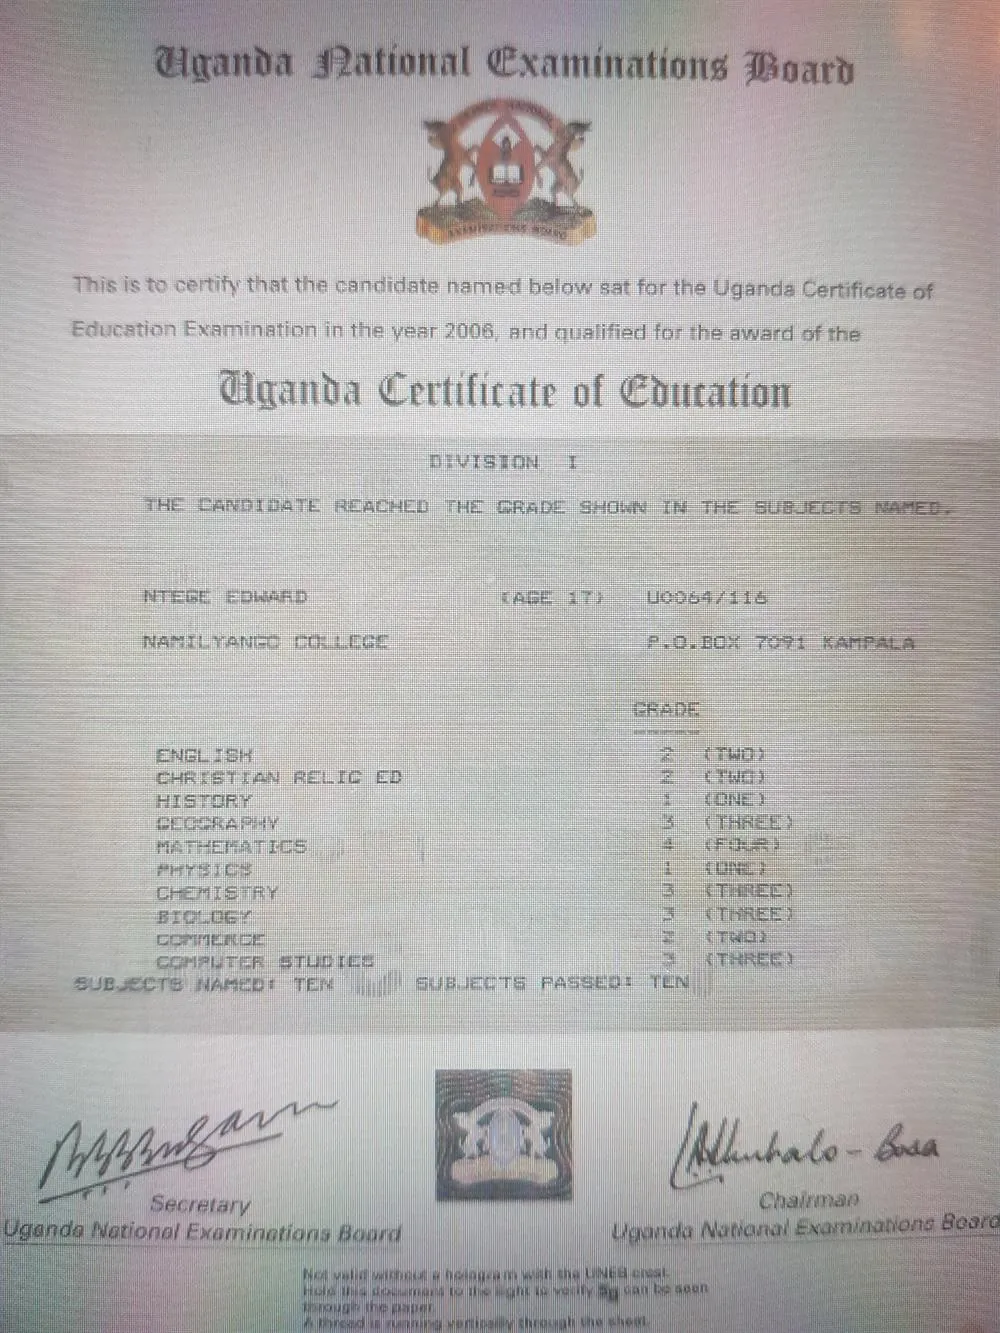 Uganda National Examinations Board
EXAMINATIONS BOARD
This is to certify that the candidate named below sat for the Uganda Certificate of
Education Examination in the year 2006, and qualified for the award of the
Uganda Certificate of Education
DIVISION I
THE CANDIDATE REACHED THE GRADE SHOWN IN THE SUBJECTS NAMED.
NTEGE EDWARD (AGE 17) U0064/116
NAMILYANGO COLLEGE P.O.BOX 7091 KAMPALA
GRADE
ENGLISH 2 (TWO)
CHRISTIAN RELIG ED 2 (TWO)
HISTORY 1 (ONE)
GEOGRAPHY 3 (THREE)
MATHEMATICS 4 (FOUR)
PHYSICS 1 (ONE)
CHEMISTRY 3 (THREE)
BIOLOGY 3 (THREE)
COMMERCE 2 (TWO)
COMPUTER STUDIES 3 (THREE)
SUBJECTS NAMED: TEN SUBJECTS PASSED: TEN
Secretary
Uganda National Examinations Board
Chairman
Uganda National Examinations Board
Not valid without a hologram with the UNEB crest.
Hold this document to the light to verify can be seen
through the paper.
A thread is running vertically through the sheet.